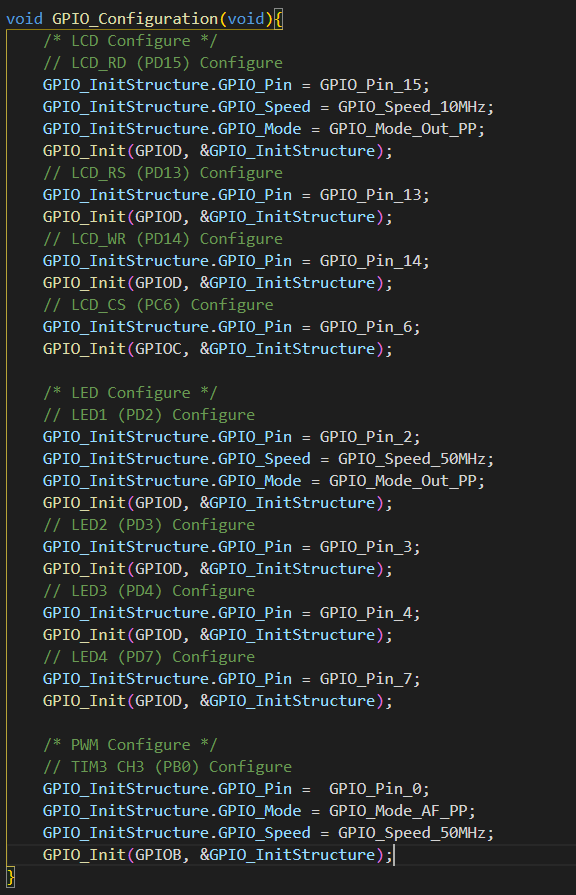 void GPIO_Configuration(void){
    /* LCD Configure */
    // LCD_RD (PD15) Configure
    GPIO_InitStructure.GPIO_Pin = GPIO_Pin_15;
    GPIO_InitStructure.GPIO_Speed = GPIO_Speed_10MHz;
    GPIO_InitStructure.GPIO_Mode = GPIO_Mode_Out_PP;
    GPIO_Init(GPIOD, &GPIO_InitStructure);
    // LCD_RS (PD13) Configure
    GPIO_InitStructure.GPIO_Pin = GPIO_Pin_13;
    GPIO_Init(GPIOD, &GPIO_InitStructure);
    // LCD_WR (PD14) Configure
    GPIO_InitStructure.GPIO_Pin = GPIO_Pin_14;
    GPIO_Init(GPIOD, &GPIO_InitStructure);
    // LCD_CS (PC6) Configure
    GPIO_InitStructure.GPIO_Pin = GPIO_Pin_6;
    GPIO_Init(GPIOC, &GPIO_InitStructure);

    /* LED Configure */
    // LED1 (PD2) Configure
    GPIO_InitStructure.GPIO_Pin = GPIO_Pin_2;
    GPIO_InitStructure.GPIO_Speed = GPIO_Speed_50MHz;
    GPIO_InitStructure.GPIO_Mode = GPIO_Mode_Out_PP;
    GPIO_Init(GPIOD, &GPIO_InitStructure);
    // LED2 (PD3) Configure
    GPIO_InitStructure.GPIO_Pin = GPIO_Pin_3;
    GPIO_Init(GPIOD, &GPIO_InitStructure);
    // LED3 (PD4) Configure
    GPIO_InitStructure.GPIO_Pin = GPIO_Pin_4;
    GPIO_Init(GPIOD, &GPIO_InitStructure);
    // LED4 (PD7) Configure
    GPIO_InitStructure.GPIO_Pin = GPIO_Pin_7;
    GPIO_Init(GPIOD, &GPIO_InitStructure);

    /* PWM Configure */
    // TIM3 CH3 (PB0) Configure
    GPIO_InitStructure.GPIO_Pin =  GPIO_Pin_0;
    GPIO_InitStructure.GPIO_Mode = GPIO_Mode_AF_PP;
    GPIO_InitStructure.GPIO_Speed = GPIO_Speed_50MHz;
    GPIO_Init(GPIOB, &GPIO_InitStructure);
}